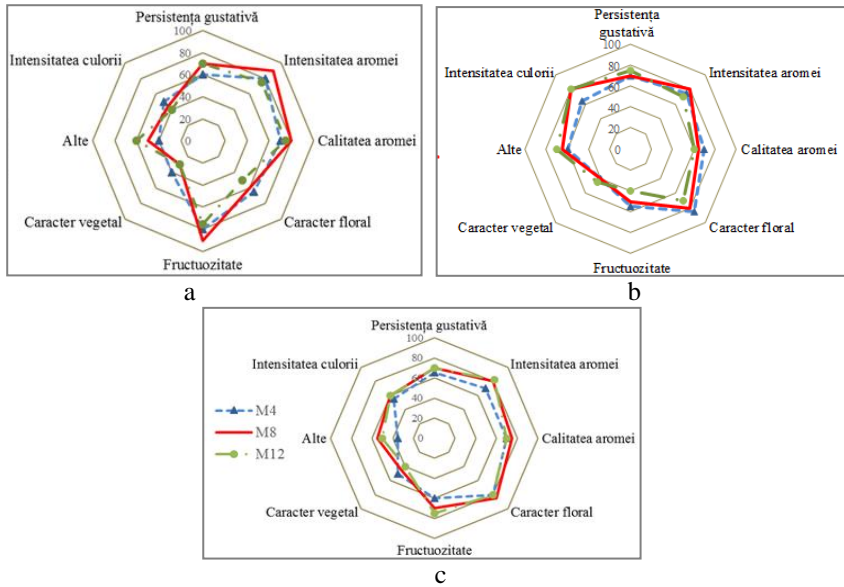 Persistența gustativă
100
80
60
40
20
0
Intensitatea culorii
Intensitatea aromei
Alte
Calitatea aromei
Caracter vegetal
Caracter floral
Fructuozitate
a
Persistența
gustativă
100
80
60
40
20
0
Intensitatea culorii
Intensitatea aromei
Alte
Calitatea aromei
Caracter vegetal
Caracter floral
Fructuozitate
b
Persistența gustativă
100
80
60
40
20
0
Intensitatea culorii
Intensitatea aromei
M4
M8
M12
Alte
Calitatea aromei
Caracter vegetal
Caracter floral
Fructuozitate
c